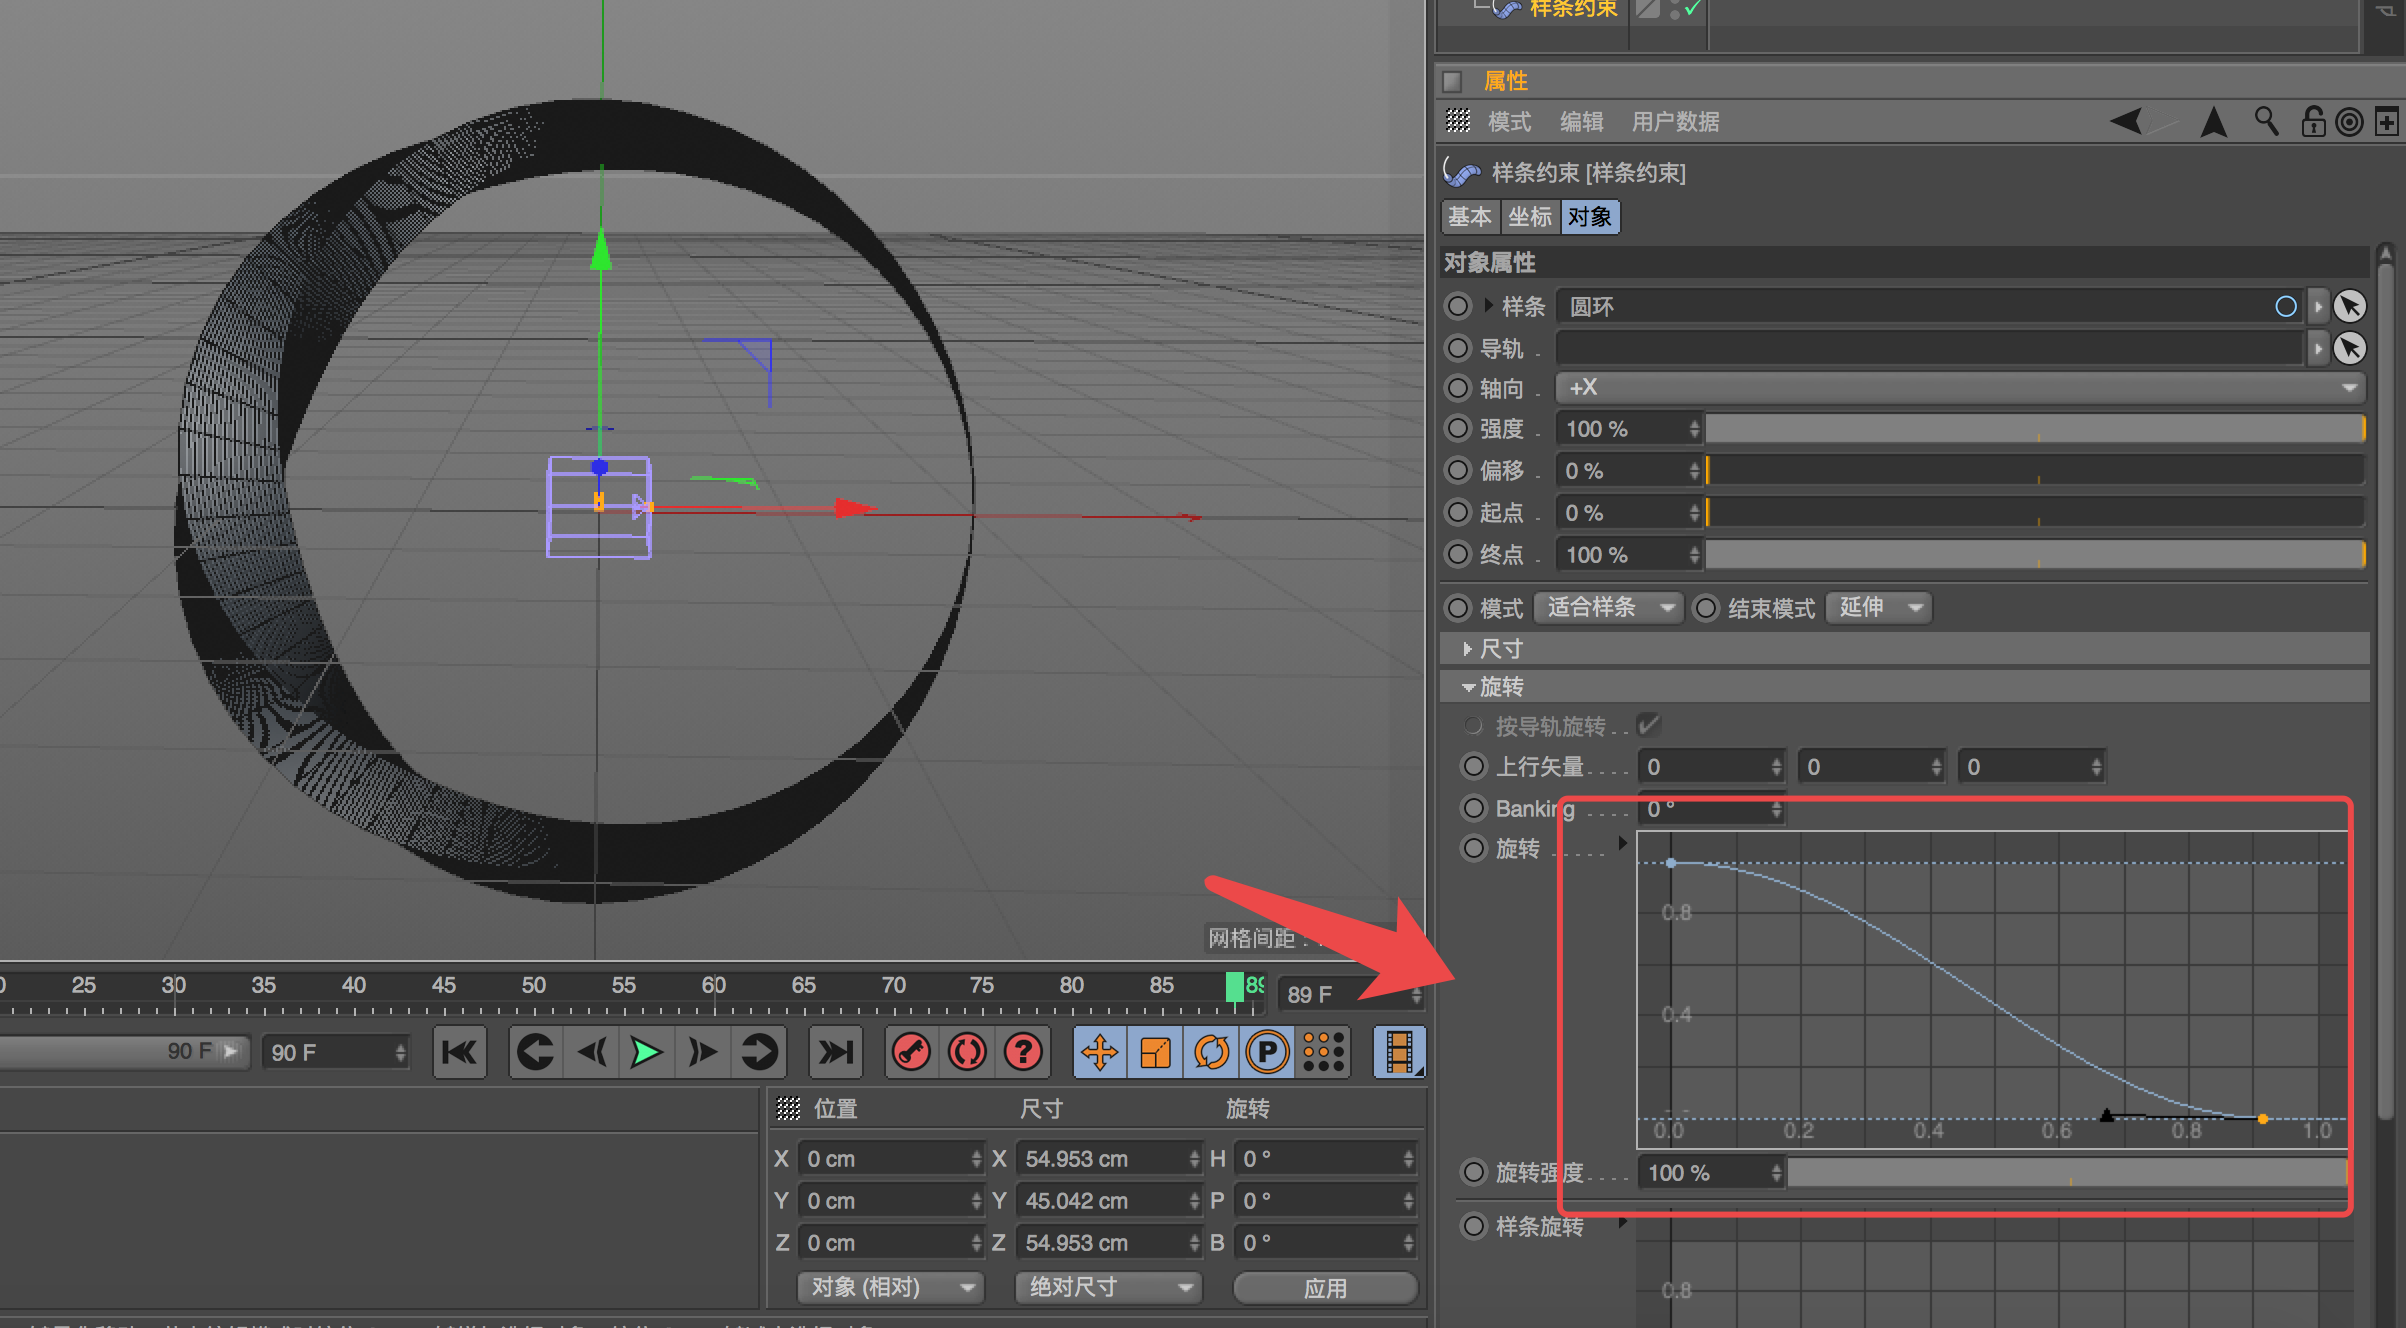 样条约束
属性
模式 编辑 用户数据
样条约束 [样条约束]
基本 坐标 对象
对象属性
样条 圆环
导轨
轴向 +X
强度 100 %
偏移 0 %
起点 0 %
终点 100 %
模式 适合样条 结束模式 延伸
尺寸
旋转
按导轨旋转
上行矢量 0 0 0
Banking 0 °
旋转
0.8
0.4
0.0 0.2 0.4 0.6 0.8 1.0
旋转强度 100 %
样条旋转
0.8
网格间距 :
25 30 35 40 45 50 55 60 65 70 75 80 85 89
89 F
90 F 90 F
P
位置 尺寸 旋转
X 0 cm X 54.953 cm H 0 °
Y 0 cm Y 45.042 cm P 0 °
Z 0 cm Z 54.953 cm B 0 °
对象 (相对) 绝对尺寸 应用